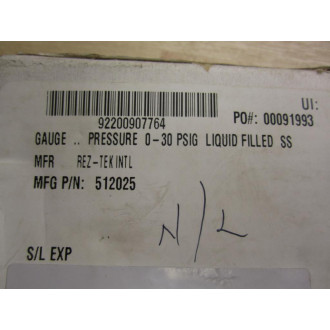 UI:
92200907764 PO#: 00091993
GAUGE .. PRESSURE 0-30 PSIG LIQUID FILLED SS
MFR REZ-TEK INTL
MFG P/N: 512025
N/L
S/L EXP